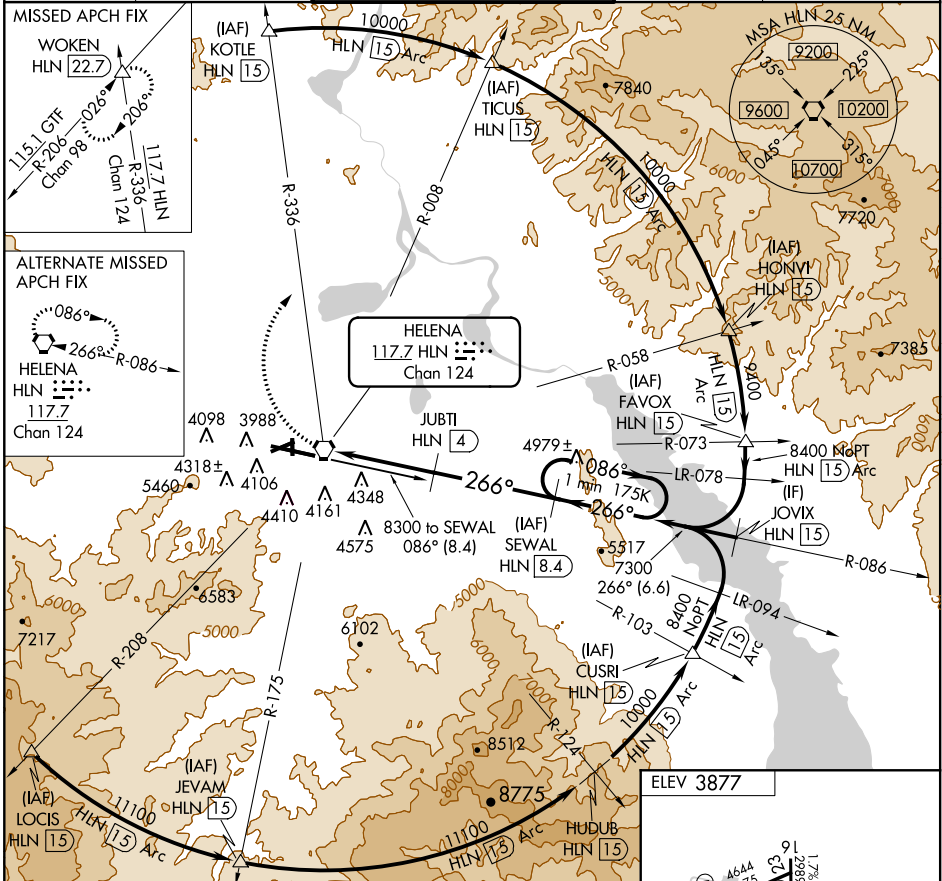 MISSED APCH FIX
WOKEN
HLN 22.7
026°
206°
115.1 GTF
R-206
Chan 98
117.7 HLN
R-336
Chan 124
ALTERNATE MISSED
APCH FIX
086°
266°
R-086
HELENA
HLN
117.7
Chan 124
(IAF)
KOTLE
HLN 15
10000
HLN 15 Arc
(IAF)
TICUS
HLN 15
7840
MSA HLN 25 NM
9200
135°
225°
9600
10200
045°
315°
10700
6000
7720
10000
HLN 15 Arc
R-336
R-008
5000
(IAF)
HONVI
HLN 15
7385
HELENA
117.7 HLN
Chan 124
R-058
9400
HLN 15
Arc
(IAF)
FAVOX
HLN 15
R-073
8400 NoPT
HLN 15 Arc
JUBTI
HLN 4
4979±
086°
1 min 175K
LR-078
266°
266°
(IF)
JOVIX
HLN 15
4098
3988
4318±
4106
5460
4410
4161
4348
4575
8300 to SEWAL
086° (8.4)
(IAF)
SEWAL
HLN 8.4
5517
7300
266° (6.6)
R-086
LR-094
R-103
8400
NoPT
HLN
15
Arc
6000
7217
6583
5000
R-208
6102
R-175
5000
6000
(IAF)
CUSRI
HLN 15
10000
HLN 15 Arc
R-124
8512
8000
8775
(IAF)
LOCIS
HLN 15
11100
HLN 15 Arc
(IAF)
JEVAM
HLN 15
11100
HLN 15 Arc
HUDUB
HLN 15
ELEV 3877
4644
16
23